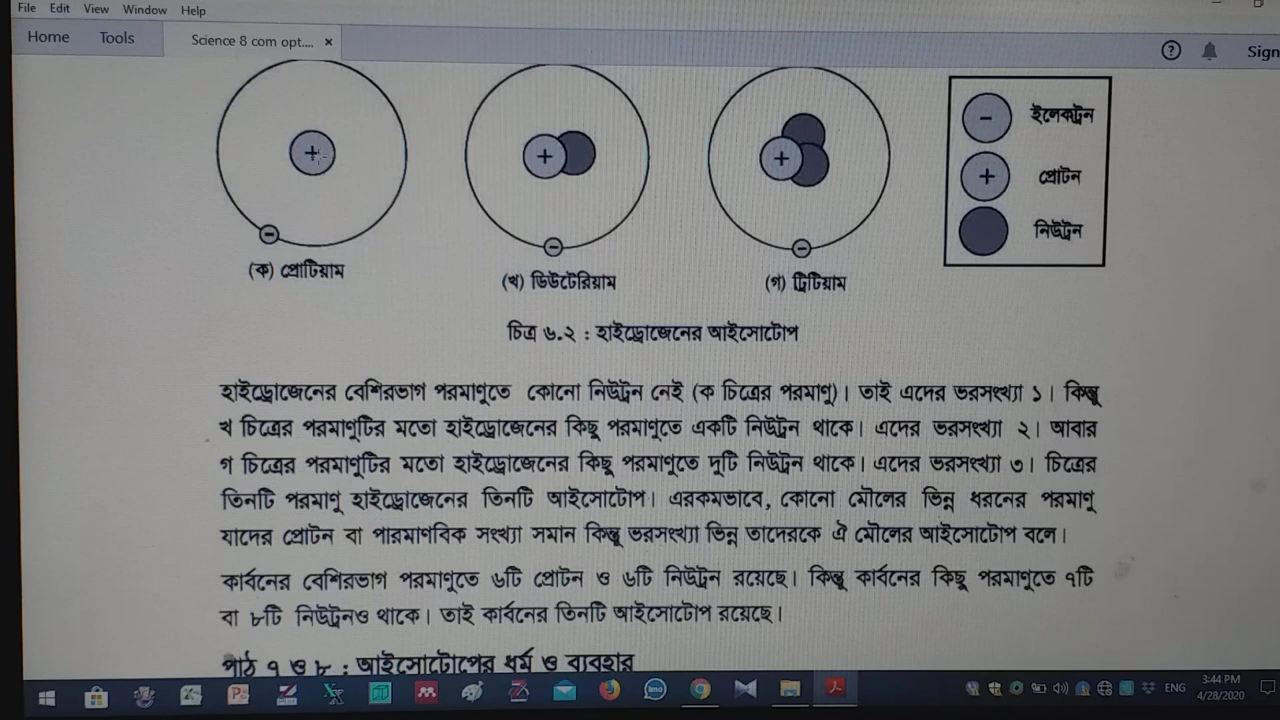 File Edit View Window Help
Home Tools Science 8 com opt.... × Sign
ইলেকট্রন
প্রোটন
নিউট্রন
(ক) প্রোটিয়াম
(খ) ডিউটেরিয়াম
(গ) ট্রিটিয়াম
চিত্র ৬.২ : হাইড্রোজেনের আইসোটোপ
হাইড্রোজেনের বেশিরভাগ পরমাণুতে কোনো নিউট্রন নেই (ক চিত্রের পরমাণু)। তাই এদের ভরসংখ্যা ১। কিন্তু
খ চিত্রের পরমাণুটির মতো হাইড্রোজেনের কিছু পরমাণুতে একটি নিউট্রন থাকে। এদের ভরসংখ্যা ২। আবার
গ চিত্রের পরমাণুটির মতো হাইড্রোজেনের কিছু পরমাণুতে দুটি নিউট্রন থাকে। এদের ভরসংখ্যা ৩। চিত্রের
তিনটি পরমাণু হাইড্রোজেনের তিনটি আইসোটোপ। এরকমভাবে, কোনো মৌলের ভিন্ন ধরনের পরমাণু
যাদের প্রোটন বা পারমাণবিক সংখ্যা সমান কিন্তু ভরসংখ্যা ভিন্ন তাদেরকে ঐ মৌলের আইসোটোপ বলে।
কার্বনের বেশিরভাগ পরমাণুতে ৬টি প্রোটন ও ৬টি নিউট্রন রয়েছে। কিন্তু কার্বনের কিছু পরমাণুতে ৭টি
বা ৮টি নিউট্রনও থাকে। তাই কার্বনের তিনটি আইসোটোপ রয়েছে।
পাঠ ৭ ও ৮ : আইসোটোপের ধর্ম ও ব্যবহার
ENG 3:44 PM
4/28/2020